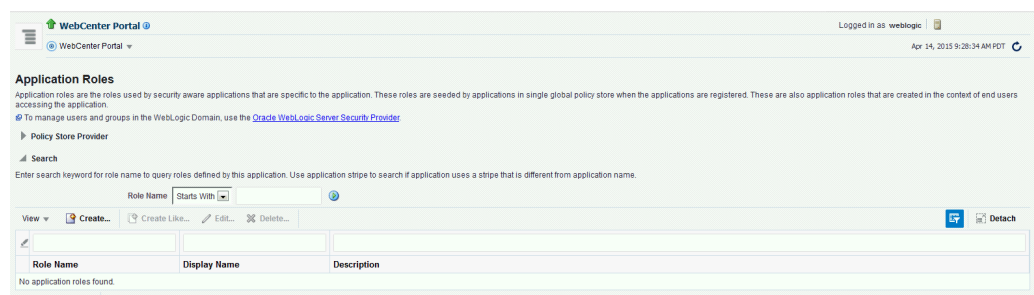 WebCenter Portal
Logged in as weblogic
WebCenter Portal
Apr 14, 2015 9:28:34 AM PDT
Application Roles
Application roles are the roles used by security aware applications that are specific to the application. These roles are seeded by applications in single global policy store when the applications are registered. These are also application roles that are created in the context of end users
accessing the application.
To manage users and groups in the WebLogic Domain, use the Oracle WebLogic Server Security Provider.
Policy Store Provider
Search
Enter search keyword for role name to query roles defined by this application. Use application stripe to search if application uses a stripe that is different from application name.
Role Name Starts With
View Create... Create Like... Edit... Delete... Detach
Role Name Display Name Description
No application roles found.